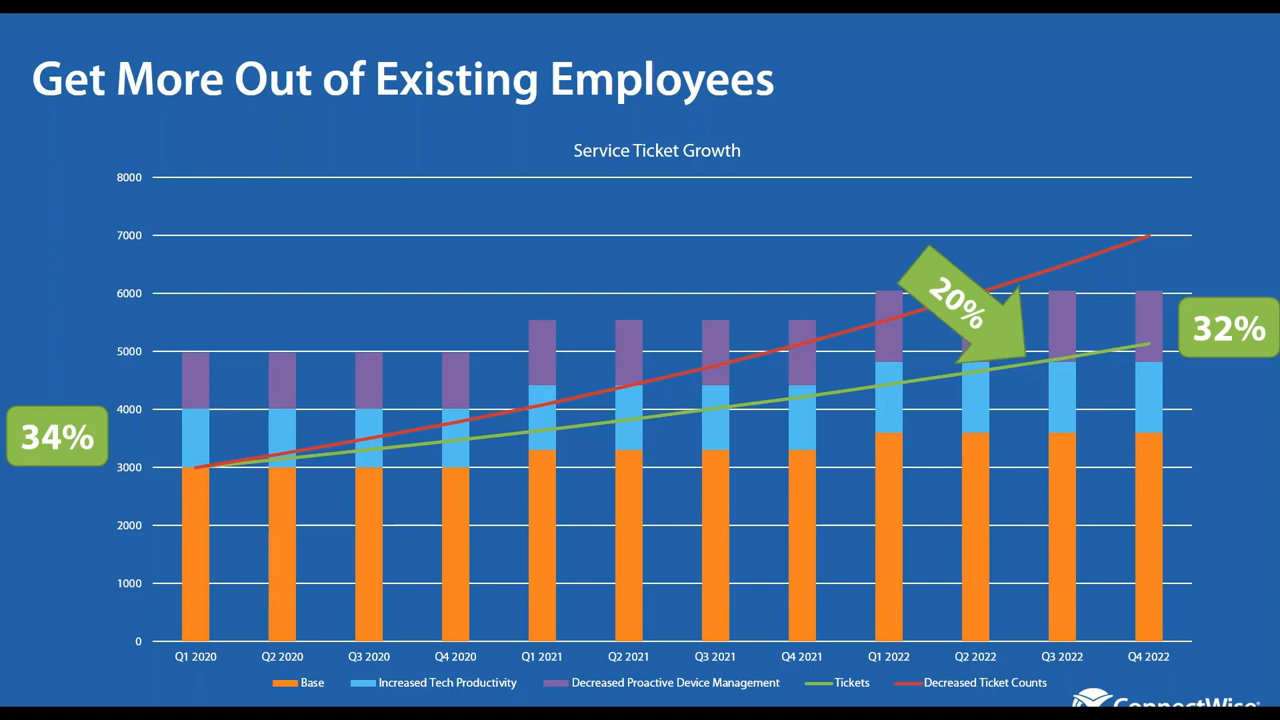 Get More Out of Existing Employees
Service Ticket Growth
8000
7000
6000
5000
4000
3000
2000
1000
0
34%
20%
32%
Q1 2020 Q2 2020 Q3 2020 Q4 2020 Q1 2021 Q2 2021 Q3 2021 Q4 2021 Q1 2022 Q2 2022 Q3 2022 Q4 2022
Base Increased Tech Productivity Decreased Proactive Device Management Tickets Decreased Ticket Counts
ConnectWise